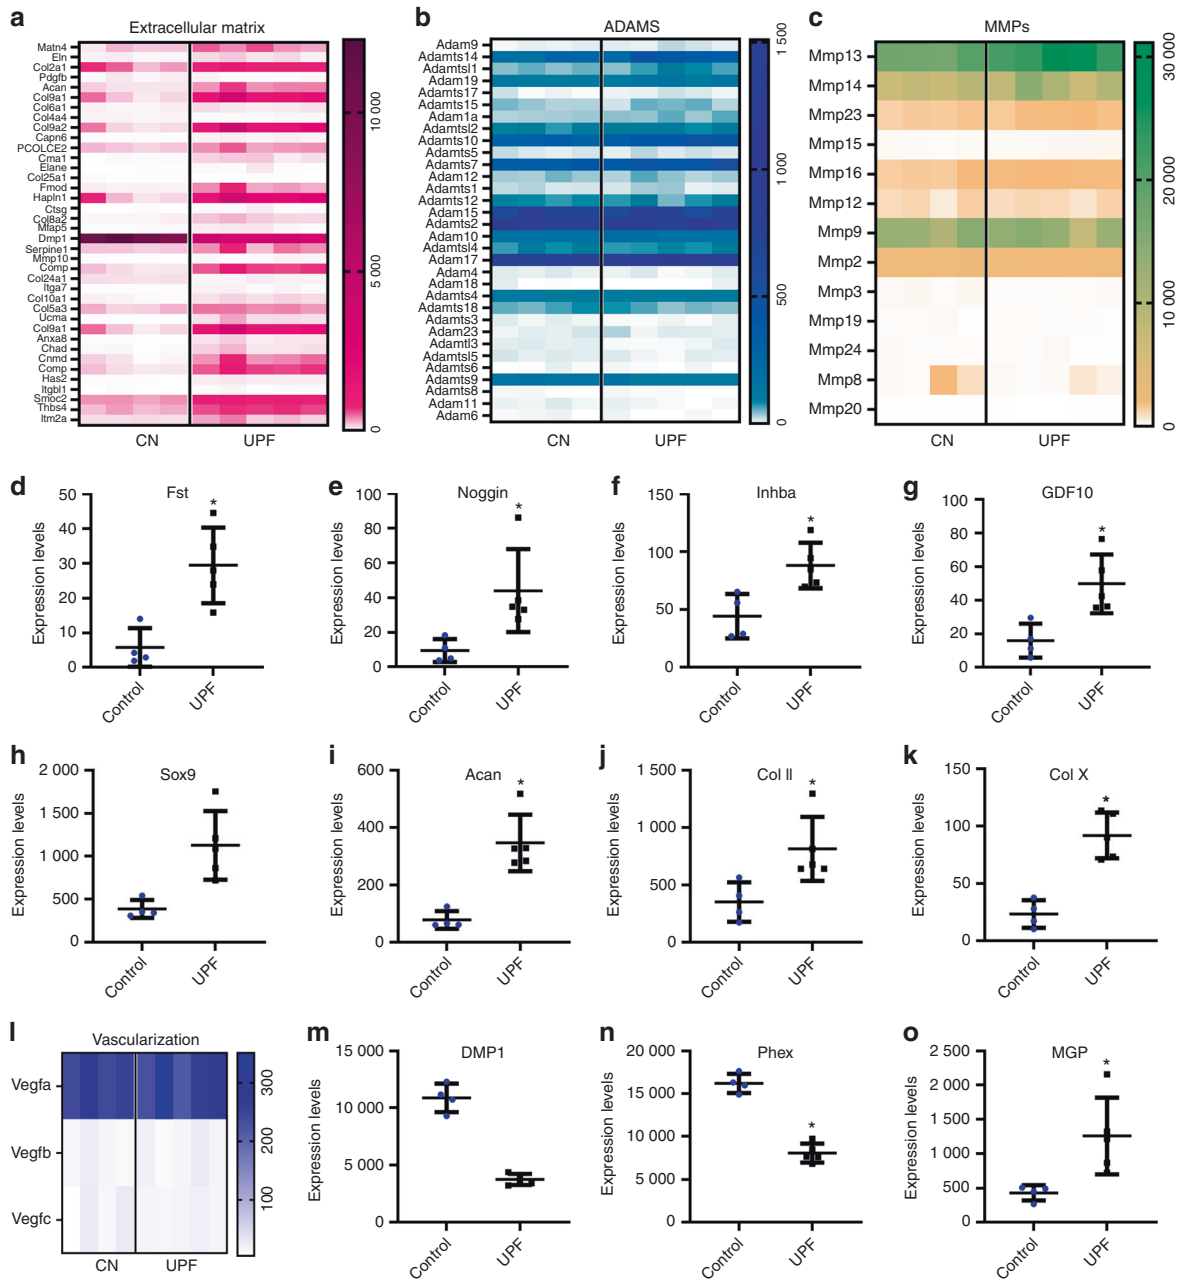 a
Extracellular matrix
Matn4
Eln
Col2a1
Pdgfb
Acan
Col9a1
Col6a1
Col4a4
Col9a2
Capn6
PCOLCE2
Cma1
Elane
Col25a1
Fmod
Hapln1
Ctsg
Col8a2
Mfap5
Dmp1
Serpine1
Mmp10
Comp
Col24a1
Itga7
Col10a1
Col5a3
Ucma
Col9a1
Anxa8
Chad
Cnmd
Comp
Has2
Itgbl1
Smoc2
Thbs4
Itm2a
CN UPF
10 000
5 000
0
b
ADAMS
Adam9
Adamts14
Adamtsl1
Adam19
Adamts17
Adamts15
Adam1a
Adamtsl2
Adamts10
Adamts5
Adamts7
Adam12
Adamts1
Adamts12
Adam15
Adamts2
Adam10
Adamtsl4
Adam17
Adam4
Adam18
Adamts4
Adamts18
Adamts3
Adam23
Adamtl3
Adamtsl5
Adamts6
Adamts9
Adamts8
Adam11
Adam6
CN UPF
1 500
1 000
500
0
c
MMPs
Mmp13
Mmp14
Mmp23
Mmp15
Mmp16
Mmp12
Mmp9
Mmp2
Mmp3
Mmp19
Mmp24
Mmp8
Mmp20
CN UPF
30 000
20 000
10 000
0
d
Fst
Expression levels
50
40
30
20
10
0
*
Control UPF
e
Noggin
Expression levels
100
80
60
40
20
0
*
Control UPF
f
Inhba
Expression levels
150
100
50
0
*
Control UPF
g
GDF10
Expression levels
100
80
60
40
20
0
*
Control UPF
h
Sox9
Expression levels
2 000
1 500
1 000
500
0
Control UPF
i
Acan
Expression levels
600
400
200
0
*
Control UPF
j
Col II
Expression levels
1 500
1 000
500
0
*
Control UPF
k
Col X
Expression levels
150
100
50
0
*
Control UPF
l
Vascularization
Vegfa
Vegfb
Vegfc
CN UPF
300
200
100
m
DMP1
Expression levels
15 000
10 000
5 000
0
Control UPF
n
Phex
Expression levels
20 000
15 000
10 000
5 000
0
*
Control UPF
o
MGP
Expression levels
2 500
2 000
1 500
1 000
500
0
*
Control UPF